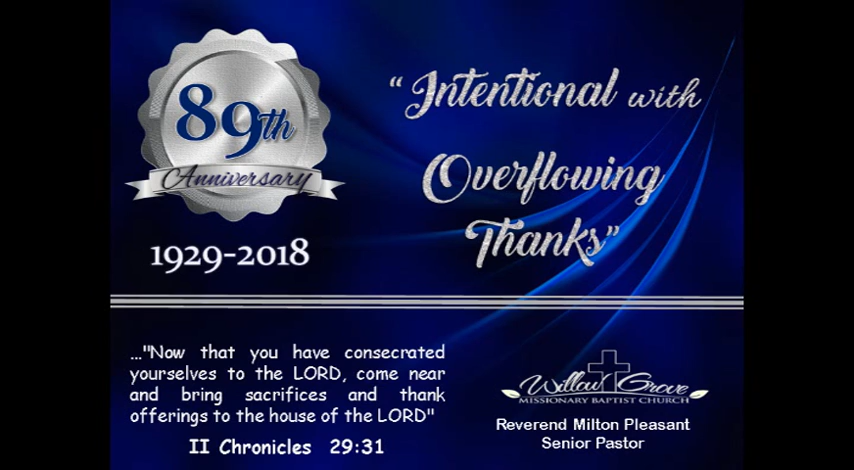 89th
Anniversary
1929-2018
“Intentional with
Overflowing
Thanks”
..."Now that you have consecrated
yourselves to the LORD, come near
and bring sacrifices and thank
offerings to the house of the LORD"
II Chronicles 29:31
Willow Grove
MISSIONARY BAPTIST CHURCH
Reverend Milton Pleasant
Senior Pastor